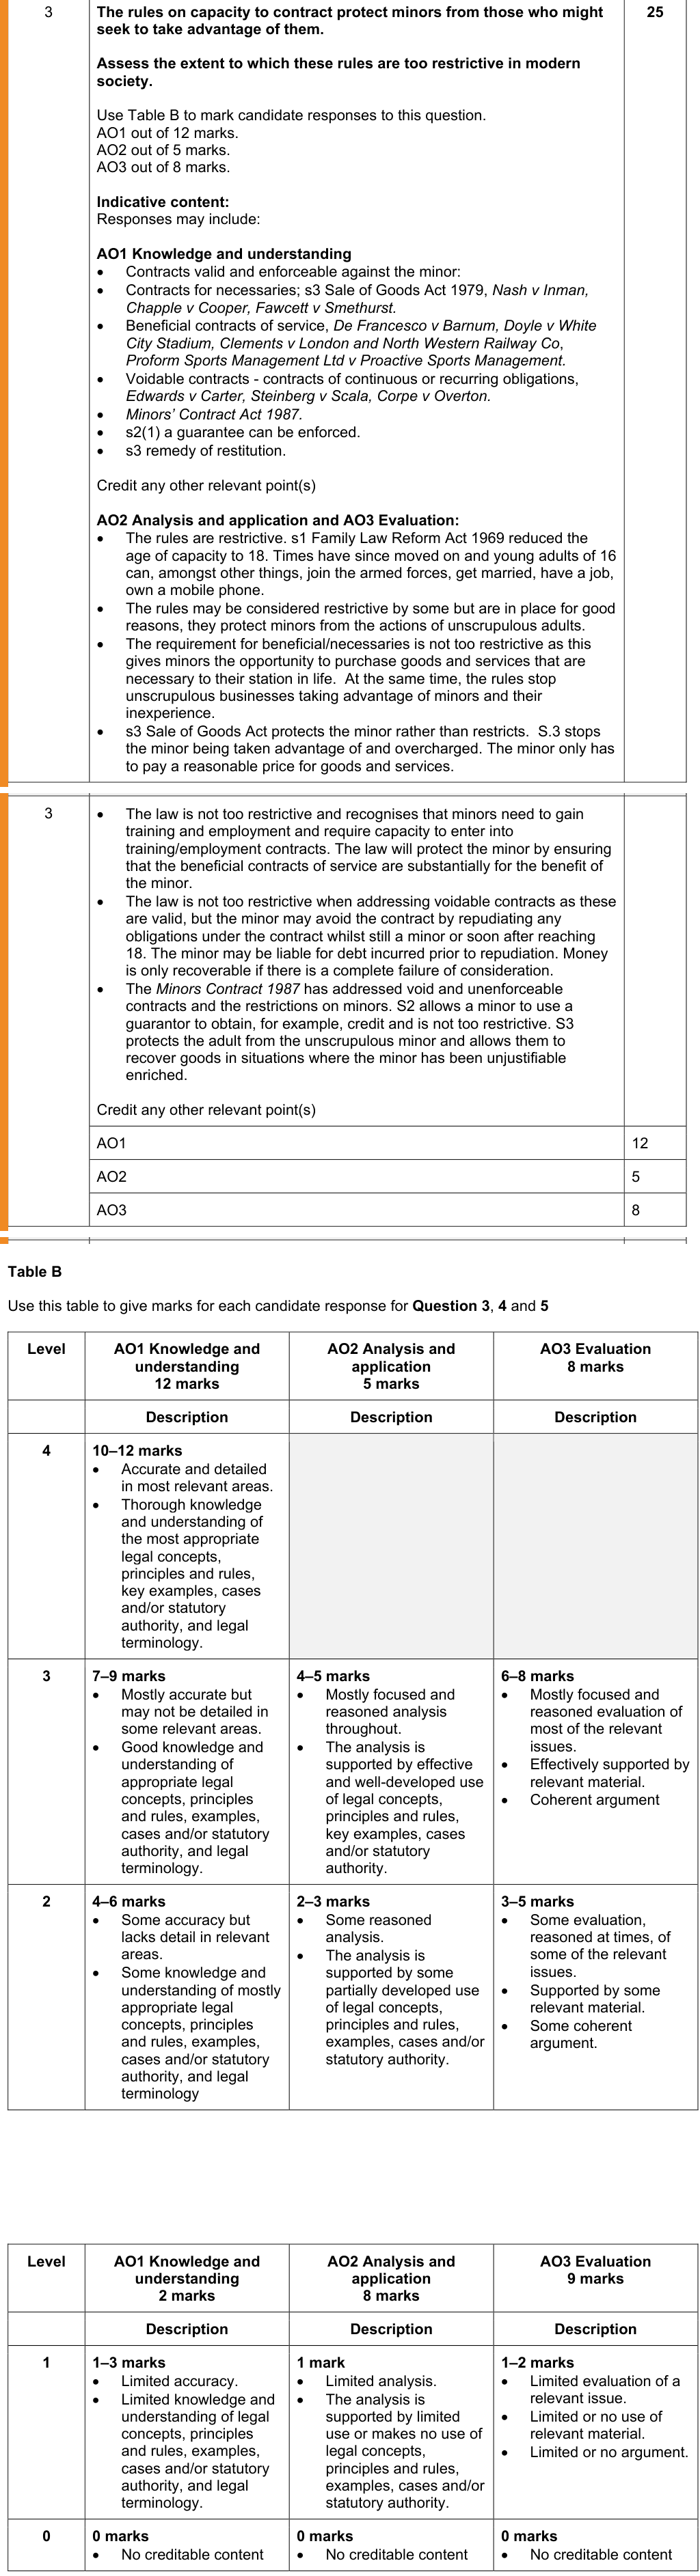 3
The rules on capacity to contract protect minors from those who might
seek to take advantage of them.
25
Assess the extent to which these rules are too restrictive in modern
society.
Use Table B to mark candidate responses to this question.
AO1 out of 12 marks.
AO2 out of 5 marks.
AO3 out of 8 marks.
Indicative content:
Responses may include:
AO1 Knowledge and understanding
• Contracts valid and enforceable against the minor:
• Contracts for necessaries; s3 Sale of Goods Act 1979, Nash v Inman,
Chapple v Cooper, Fawcett v Smethurst.
• Beneficial contracts of service, De Francesco v Barnum, Doyle v White
City Stadium, Clements v London and North Western Railway Co,
Proform Sports Management Ltd v Proactive Sports Management.
• Voidable contracts - contracts of continuous or recurring obligations,
Edwards v Carter, Steinberg v Scala, Corpe v Overton.
• Minors' Contract Act 1987.
• s2(1) a guarantee can be enforced.
• s3 remedy of restitution.
Credit any other relevant point(s)
AO2 Analysis and application and AO3 Evaluation:
• The rules are restrictive. s1 Family Law Reform Act 1969 reduced the
age of capacity to 18. Times have since moved on and young adults of 16
can, amongst other things, join the armed forces, get married, have a job,
own a mobile phone.
• The rules may be considered restrictive by some but are in place for good
reasons, they protect minors from the actions of unscrupulous adults.
• The requirement for beneficial/necessaries is not too restrictive as this
gives minors the opportunity to purchase goods and services that are
necessary to their station in life. At the same time, the rules stop
unscrupulous businesses taking advantage of minors and their
inexperience.
• s3 Sale of Goods Act protects the minor rather than restricts. S.3 stops
the minor being taken advantage of and overcharged. The minor only has
to pay a reasonable price for goods and services.
3
• The law is not too restrictive and recognises that minors need to gain
training and employment and require capacity to enter into
training/employment contracts. The law will protect the minor by ensuring
that the beneficial contracts of service are substantially for the benefit of
the minor.
• The law is not too restrictive when addressing voidable contracts as these
are valid, but the minor may avoid the contract by repudiating any
obligations under the contract whilst still a minor or soon after reaching
18. The minor may be liable for debt incurred prior to repudiation. Money
is only recoverable if there is a complete failure of consideration.
• The Minors Contract 1987 has addressed void and unenforceable
contracts and the restrictions on minors. S2 allows a minor to use a
guarantor to obtain, for example, credit and is not too restrictive. S3
protects the adult from the unscrupulous minor and allows them to
recover goods in situations where the minor has been unjustifiable
enriched.
Credit any other relevant point(s)
AO1 12
AO2 5
AO3 8
Table B
Use this table to give marks for each candidate response for Question 3, 4 and 5
Level
AO1 Knowledge and
understanding
12 marks
AO2 Analysis and
application
5 marks
AO3 Evaluation
8 marks
Description
Description
Description
4
10–12 marks
• Accurate and detailed
in most relevant areas.
• Thorough knowledge
and understanding of
the most appropriate
legal concepts,
principles and rules,
key examples, cases
and/or statutory
authority, and legal
terminology.
3
7–9 marks
• Mostly accurate but
may not be detailed in
some relevant areas.
• Good knowledge and
understanding of
appropriate legal
concepts, principles
and rules, examples,
cases and/or statutory
authority, and legal
terminology.
4–5 marks
• Mostly focused and
reasoned analysis
throughout.
• The analysis is
supported by effective
and well-developed use
of legal concepts,
principles and rules,
key examples, cases
and/or statutory
authority.
6–8 marks
• Mostly focused and
reasoned evaluation of
most of the relevant
issues.
• Effectively supported by
relevant material.
• Coherent argument
2
4–6 marks
• Some accuracy but
lacks detail in relevant
areas.
• Some knowledge and
understanding of mostly
appropriate legal
concepts, principles
and rules, examples,
cases and/or statutory
authority, and legal
terminology
2–3 marks
• Some reasoned
analysis.
• The analysis is
supported by some
partially developed use
of legal concepts,
principles and rules,
examples, cases and/or
statutory authority.
3–5 marks
• Some evaluation,
reasoned at times, of
some of the relevant
issues.
• Supported by some
relevant material.
• Some coherent
argument.
Level
AO1 Knowledge and
understanding
2 marks
AO2 Analysis and
application
8 marks
AO3 Evaluation
9 marks
Description
Description
Description
1
1–3 marks
• Limited accuracy.
• Limited knowledge and
understanding of legal
concepts, principles
and rules, examples,
cases and/or statutory
authority, and legal
terminology.
1 mark
• Limited analysis.
• The analysis is
supported by limited
use or makes no use of
legal concepts,
principles and rules,
examples, cases and/or
statutory authority.
1–2 marks
• Limited evaluation of a
relevant issue.
• Limited or no use of
relevant material.
• Limited or no argument.
0
0 marks
• No creditable content
0 marks
• No creditable content
0 marks
• No creditable content